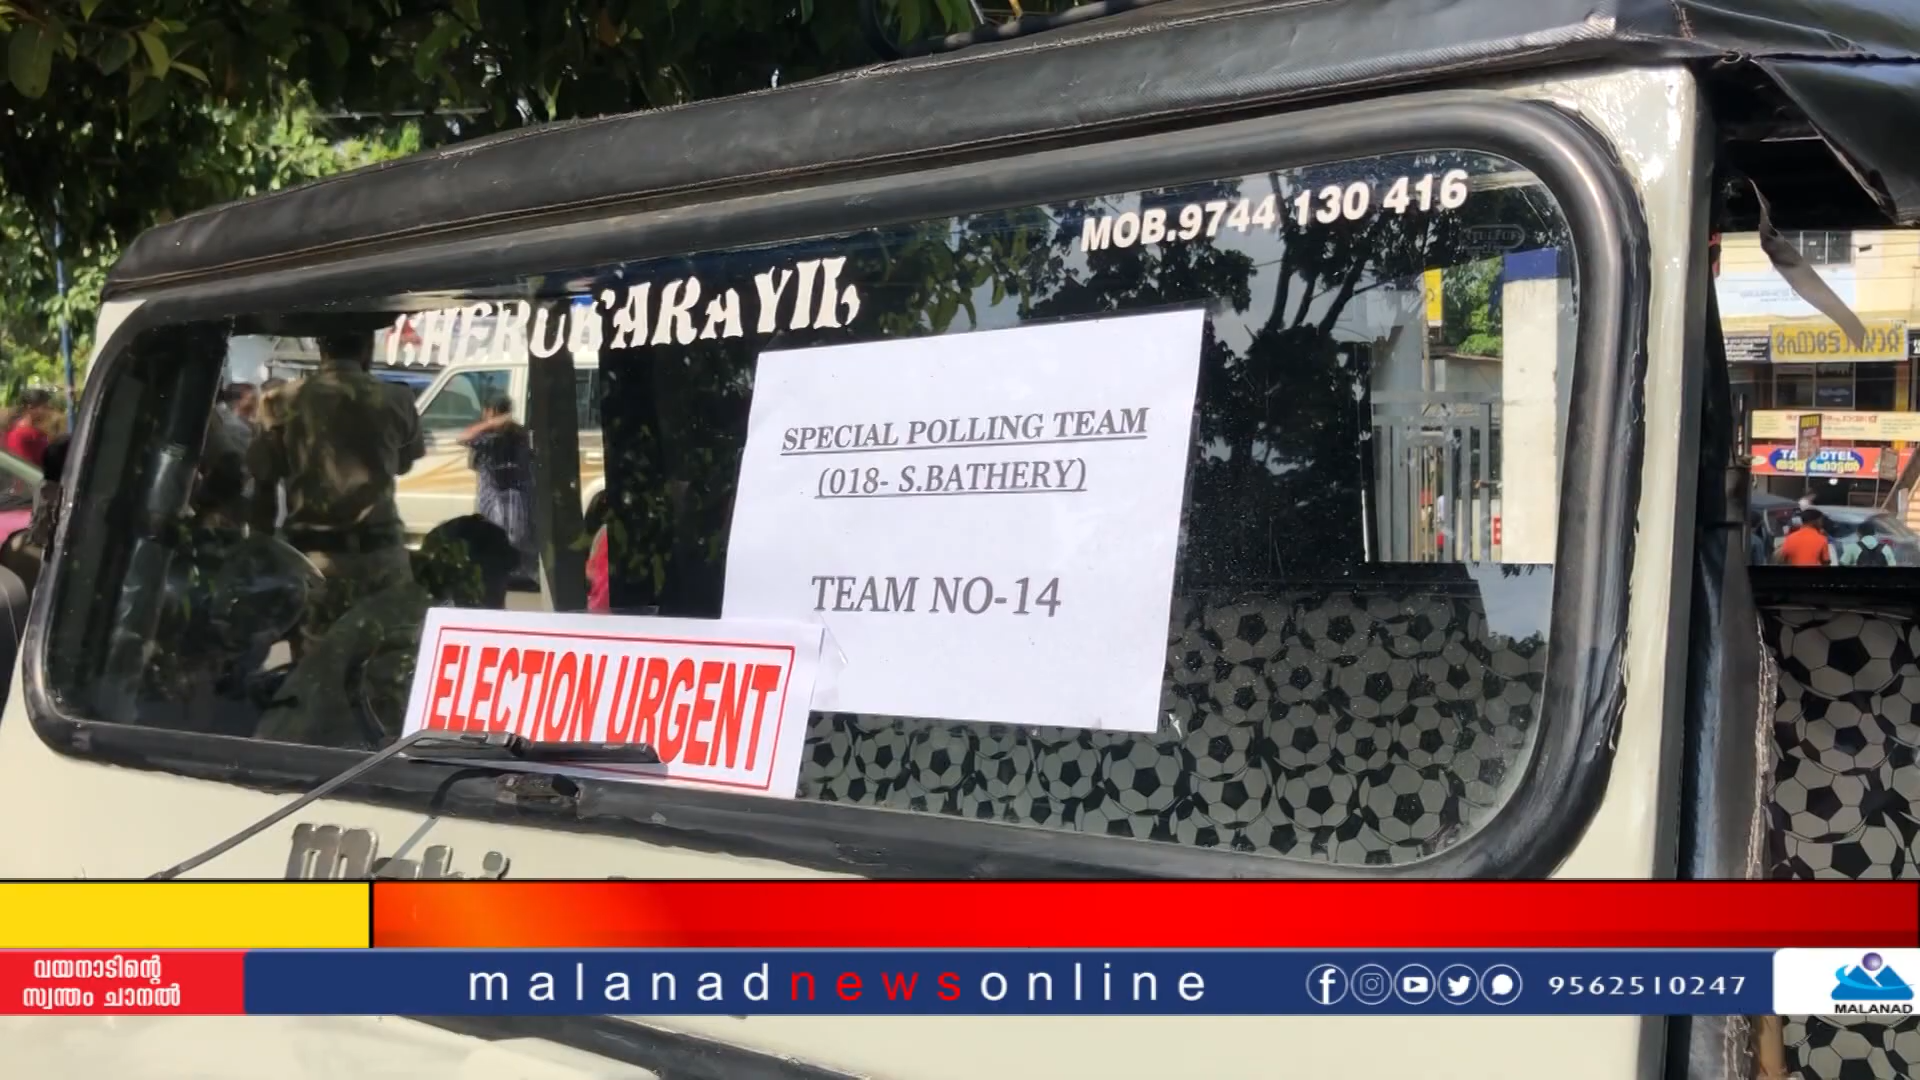 MOB.9744 130 416
CHERUKARAYIL
SPECIAL POLLING TEAM
(018- S.BATHERY)
TEAM NO-14
ELECTION URGENT
വയനാടിന്റെ
സ്വന്തം ചാനൽ
malanadnewsonline
9562510247
MALANAD